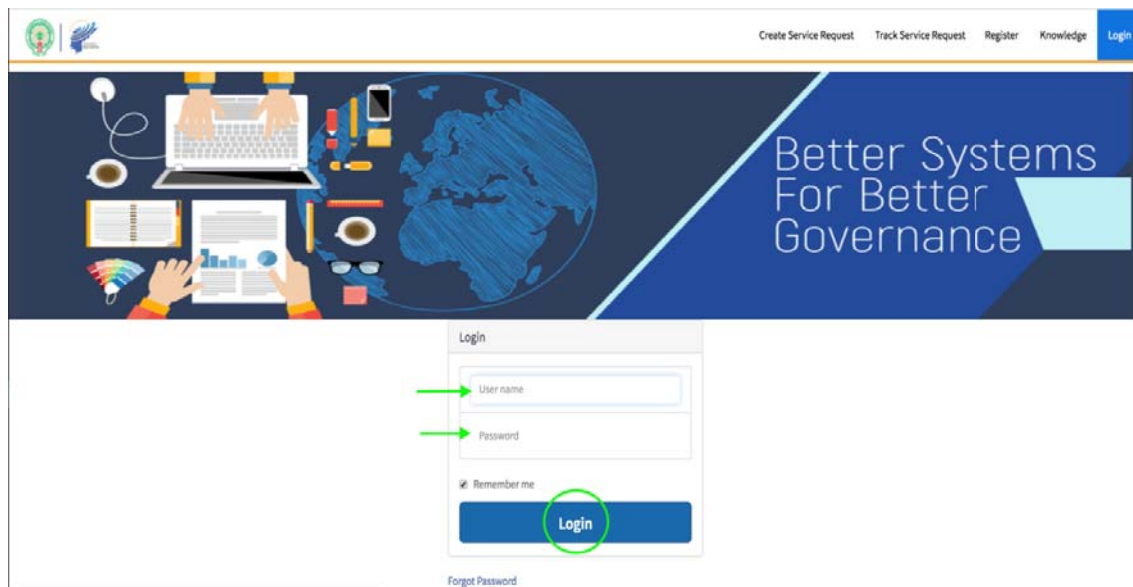 Create Service Request Track Service Request Register Knowledge Login
Better Systems
For Better
Governance
Login
User name
Password
Remember me
Login
Forgot Password